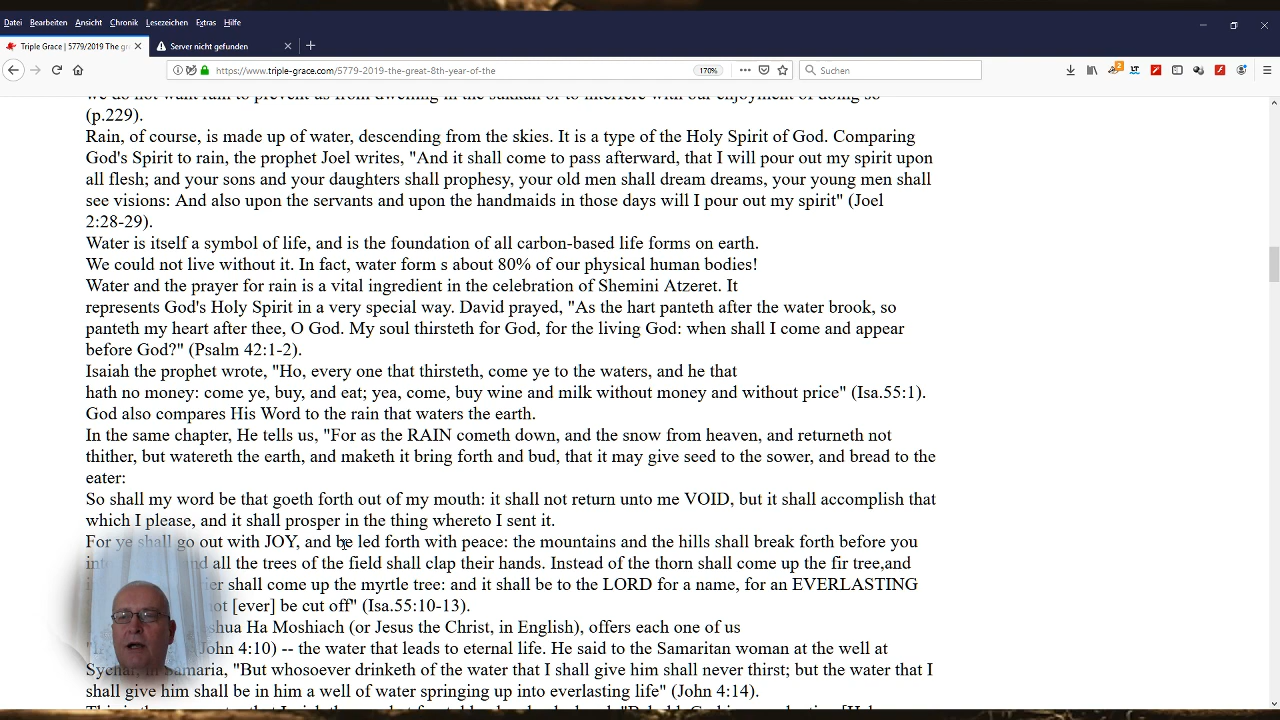 Datei Bearbeiten Ansicht Chronik Lesezeichen Extras Hilfe
Triple Grace | 5779/2019 The gr
Server nicht gefunden
https://www.triple-grace.com/5779-2019-the-great-8th-year-of-the
170%
Suchen
2
(p.229).
Rain, of course, is made up of water, descending from the skies. It is a type of the Holy Spirit of God. Comparing
God's Spirit to rain, the prophet Joel writes, "And it shall come to pass afterward, that I will pour out my spirit upon
all flesh; and your sons and your daughters shall prophesy, your old men shall dream dreams, your young men shall
see visions: And also upon the servants and upon the handmaids in those days will I pour out my spirit" (Joel
2:28-29).
Water is itself a symbol of life, and is the foundation of all carbon-based life forms on earth.
We could not live without it. In fact, water form s about 80% of our physical human bodies!
Water and the prayer for rain is a vital ingredient in the celebration of Shemini Atzeret. It
represents God's Holy Spirit in a very special way. David prayed, "As the hart panteth after the water brook, so
panteth my heart after thee, O God. My soul thirsteth for God, for the living God: when shall I come and appear
before God?" (Psalm 42:1-2).
Isaiah the prophet wrote, "Ho, every one that thirsteth, come ye to the waters, and he that
hath no money: come ye, buy, and eat; yea, come, buy wine and milk without money and without price" (Isa.55:1).
God also compares His Word to the rain that waters the earth.
In the same chapter, He tells us, "For as the RAIN cometh down, and the snow from heaven, and returneth not
thither, but watereth the earth, and maketh it bring forth and bud, that it may give seed to the sower, and bread to the
eater:
So shall my word be that goeth forth out of my mouth: it shall not return unto me VOID, but it shall accomplish that
which I please, and it shall prosper in the thing whereto I sent it.
For ye shall go out with JOY, and be led forth with peace: the mountains and the hills shall break forth before you
and all the trees of the field shall clap their hands. Instead of the thorn shall come up the fir tree,and
shall come up the myrtle tree: and it shall be to the LORD for a name, for an EVERLASTING
[ever] be cut off" (Isa.55:10-13).
Ha Moshiach (or Jesus the Christ, in English), offers each one of us
John 4:10) -- the water that leads to eternal life. He said to the Samaritan woman at the well at
Sychar, in Samaria, "But whosoever drinketh of the water that I shall give him shall never thirst; but the water that I
shall give him shall be in him a well of water springing up into everlasting life" (John 4:14).